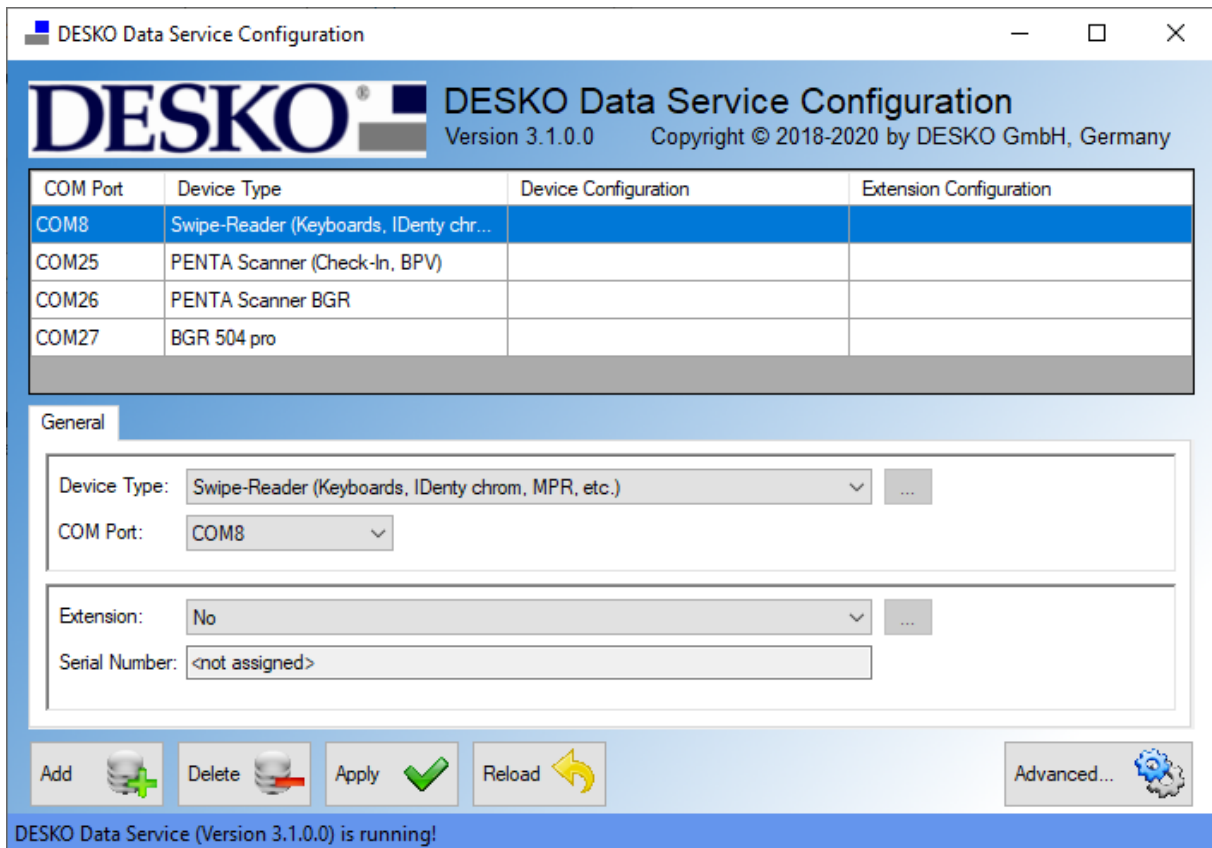 DESKO Data Service Configuration
DESKO® DESKO Data Service Configuration
Version 3.1.0.0 Copyright © 2018-2020 by DESKO GmbH, Germany
COM Port Device Type Device Configuration Extension Configuration
COM8 Swipe-Reader (Keyboards, IDenty chr...
COM25 PENTA Scanner (Check-In, BPV)
COM26 PENTA Scanner BGR
COM27 BGR 504 pro
General
Device Type: Swipe-Reader (Keyboards, IDenty chrom, MPR, etc.) ...
COM Port: COM8
Extension: No ...
Serial Number: <not assigned>
Add Delete Apply Reload Advanced...
DESKO Data Service (Version 3.1.0.0) is running!